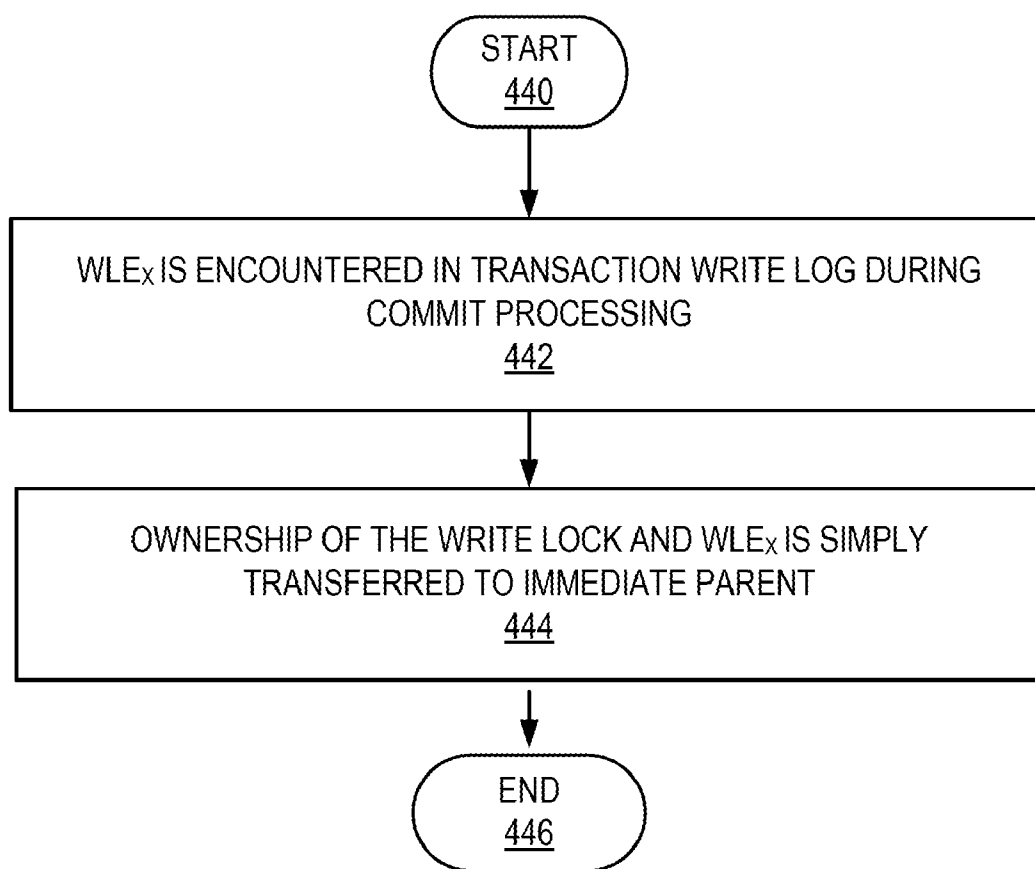 START
440
WLEX IS ENCOUNTERED IN TRANSACTION WRITE LOG DURING
COMMIT PROCESSING
442
OWNERSHIP OF THE WRITE LOCK AND WLEX IS SIMPLY
TRANSFERRED TO IMMEDIATE PARENT
444
END
446